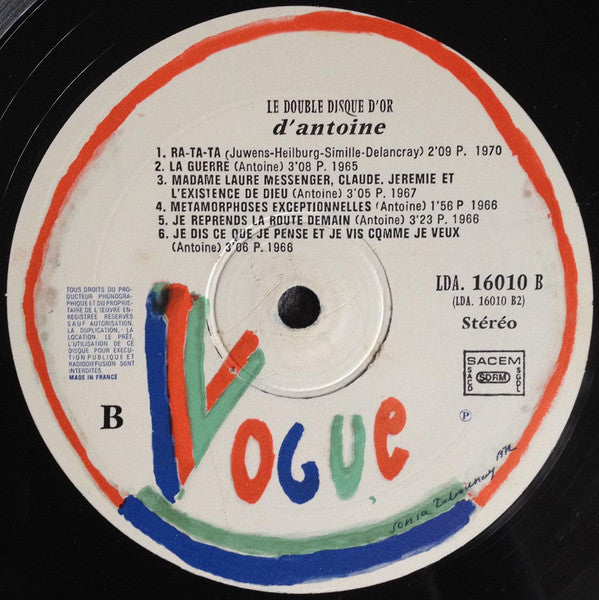 LE DOUBLE DISQUE D'OR
d'antoine
1. RA-TA-TA (Juwens-Heilburg-Simille-Delancray) 2'09 P. 1970
2. LA GUERRE (Antoine) 3'08 P. 1965
3. MADAME LAURE MESSENGER, CLAUDE, JEREMIE ET
L'EXISTENCE DE DIEU (Antoine) 3'05 P. 1967
4. METAMORPHOSES EXCEPTIONNELLES (Antoine) 1'56 P 1966
5. JE REPRENDS LA ROUTE DEMAIN (Antoine) 3'23 P. 1966
6. JE DIS CE QUE JE PENSE ET JE VIS COMME JE VEUX
(Antoine) 3'06 P. 1966
TOUS DROITS DU PRO-
DUCTEUR PHONOGRA-
PHIQUE ET DU PROPRIE-
TAIRE DE L'ŒUVRE EN-
REGISTRÉE RESERVÉS
SAUF AUTORISATION,
LA DUPLICATION, LA
LOCATION, LE PRÊT,
L'UTILISATION DE CE
DISQUE POUR EXECU-
TION PUBLIQUE ET
RADIODIFFUSION SONT
INTERDITES.
MADE IN FRANCE
LDA. 16010 B
(LDA. 16010 B2)
Stéréo
SACEM
SACD
SDRM
SGDL
B
P
VOGUE
sonia Delaunay